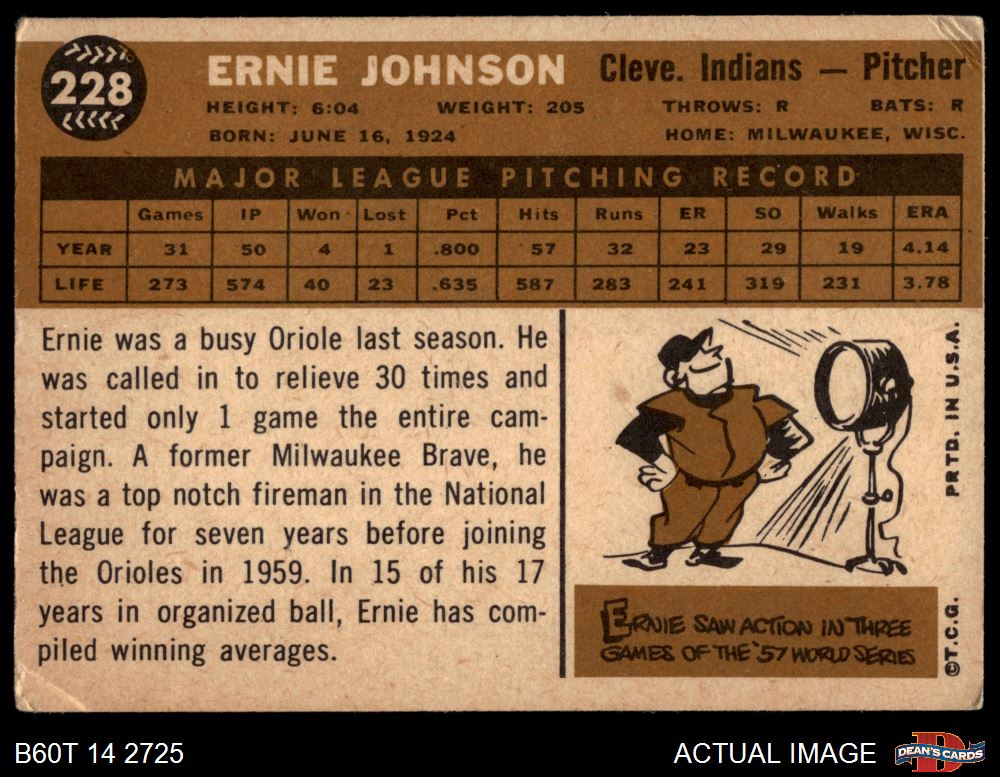 228
ERNIE JOHNSON Cleve. Indians — Pitcher
HEIGHT: 6:04 WEIGHT: 205 THROWS: R BATS: R
BORN: JUNE 16, 1924 HOME: MILWAUKEE, WISC.
MAJOR LEAGUE PITCHING RECORD
Games IP Won Lost Pct Hits Runs ER SO Walks ERA
YEAR 31 50 4 1 .800 57 32 23 29 19 4.14
LIFE 273 574 40 23 .635 587 283 241 319 231 3.78
Ernie was a busy Oriole last season. He
was called in to relieve 30 times and
started only 1 game the entire cam-
paign. A former Milwaukee Brave, he
was a top notch fireman in the National
League for seven years before joining
the Orioles in 1959. In 15 of his 17
years in organized ball, Ernie has com-
piled winning averages.
ERNIE SAW ACTION IN THREE
GAMES OF THE '57 WORLD SERIES
©T.C.G. PRTD. IN U.S.A.
B60T 14 2725 ACTUAL IMAGE D DEAN'S CARDS